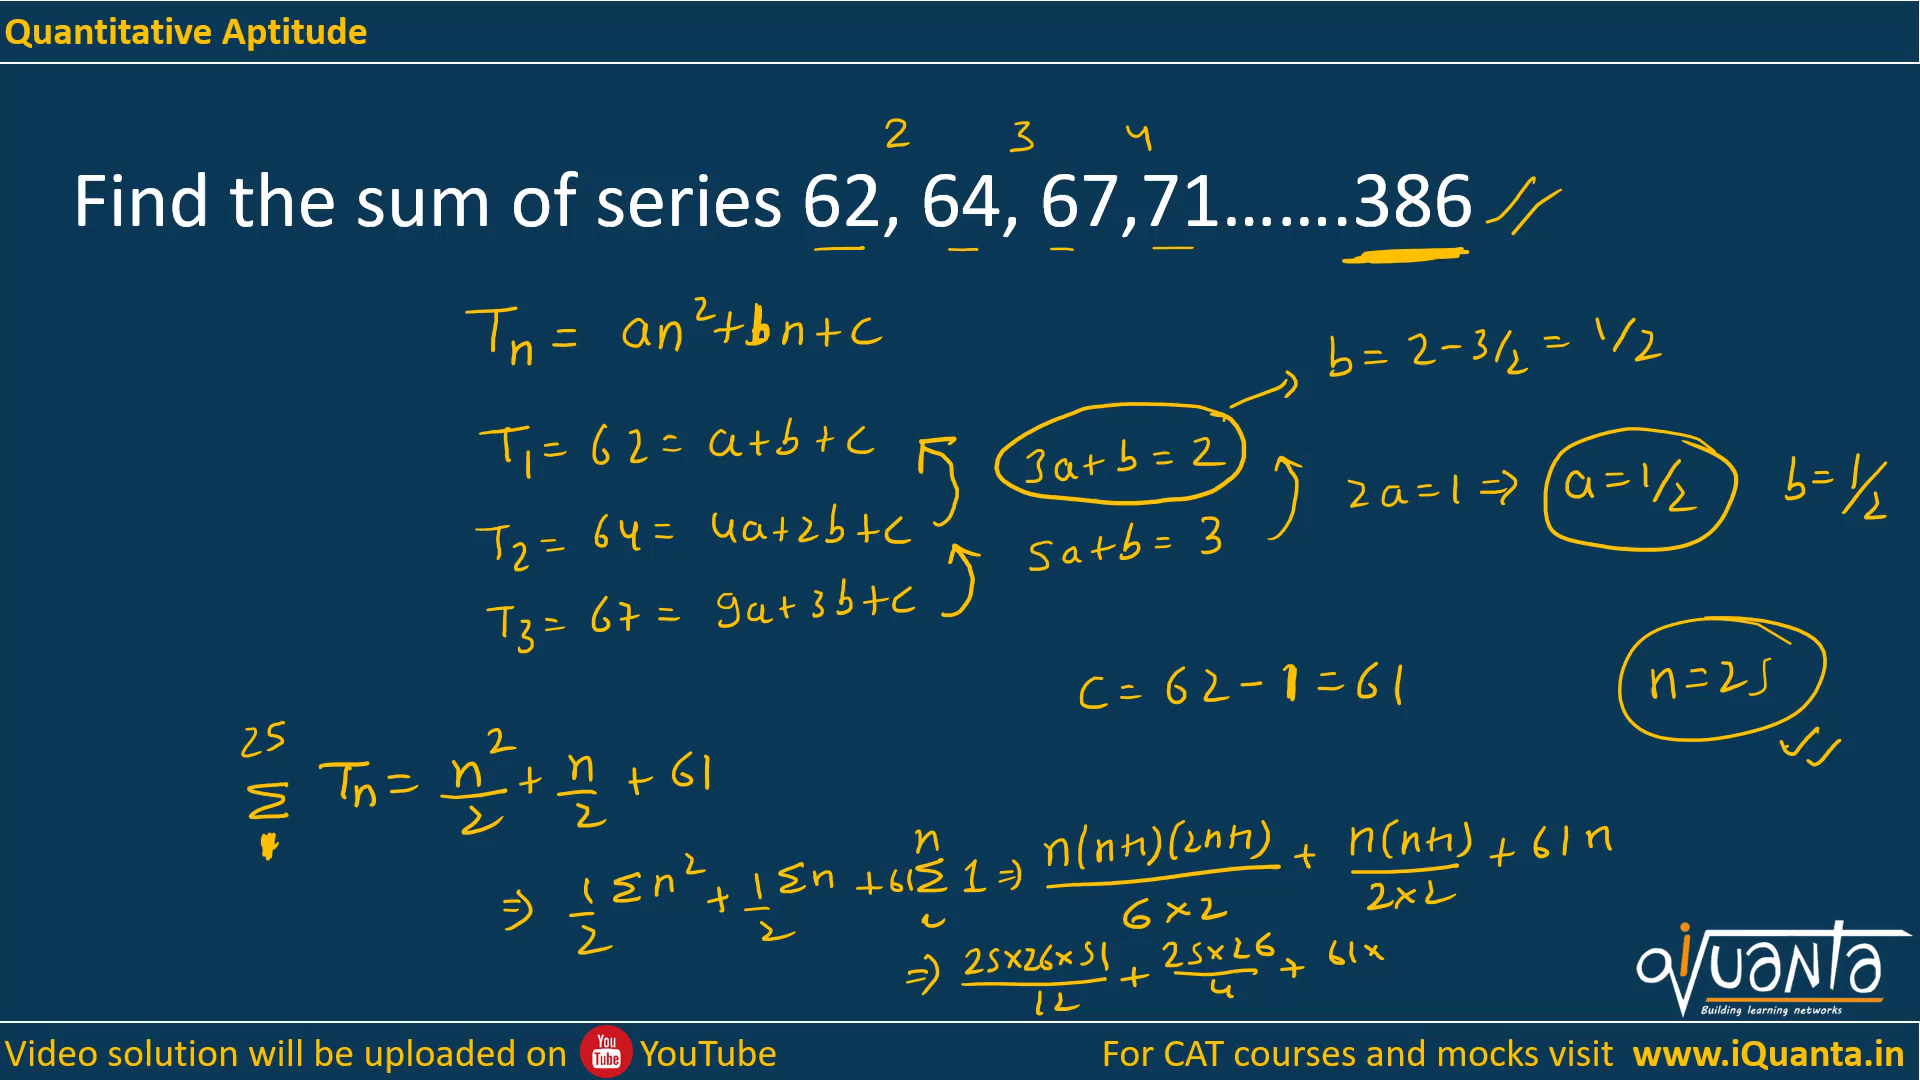 Quantitative Aptitude
2 3 4
Find the sum of series 62, 64, 67,71.......386
Tn = an²+bn+c
b = 2 - 3/2 = 1/2
T1 = 62 = a+b+c
3a+b = 2
2a=1 ⇒ a=1/2 b=1/2
T2 = 64 = 4a+2b+c
5a+b = 3
T3 = 67 = 9a+3b+c
c = 62 - 1 = 61
n=25
25
Σ Tn = n²/2 + n/2 + 61
1
⇒ 1/2 Σn² + 1/2 Σn + 61 Σ 1 ⇒ n(n+1)(2n+1)/6×2 + n(n+1)/2×2 + 61n
⇒ 25×26×51/12 + 25×26/4 + 61×
iQuanta
Building learning networks
Video solution will be uploaded on You Tube YouTube
For CAT courses and mocks visit www.iQuanta.in